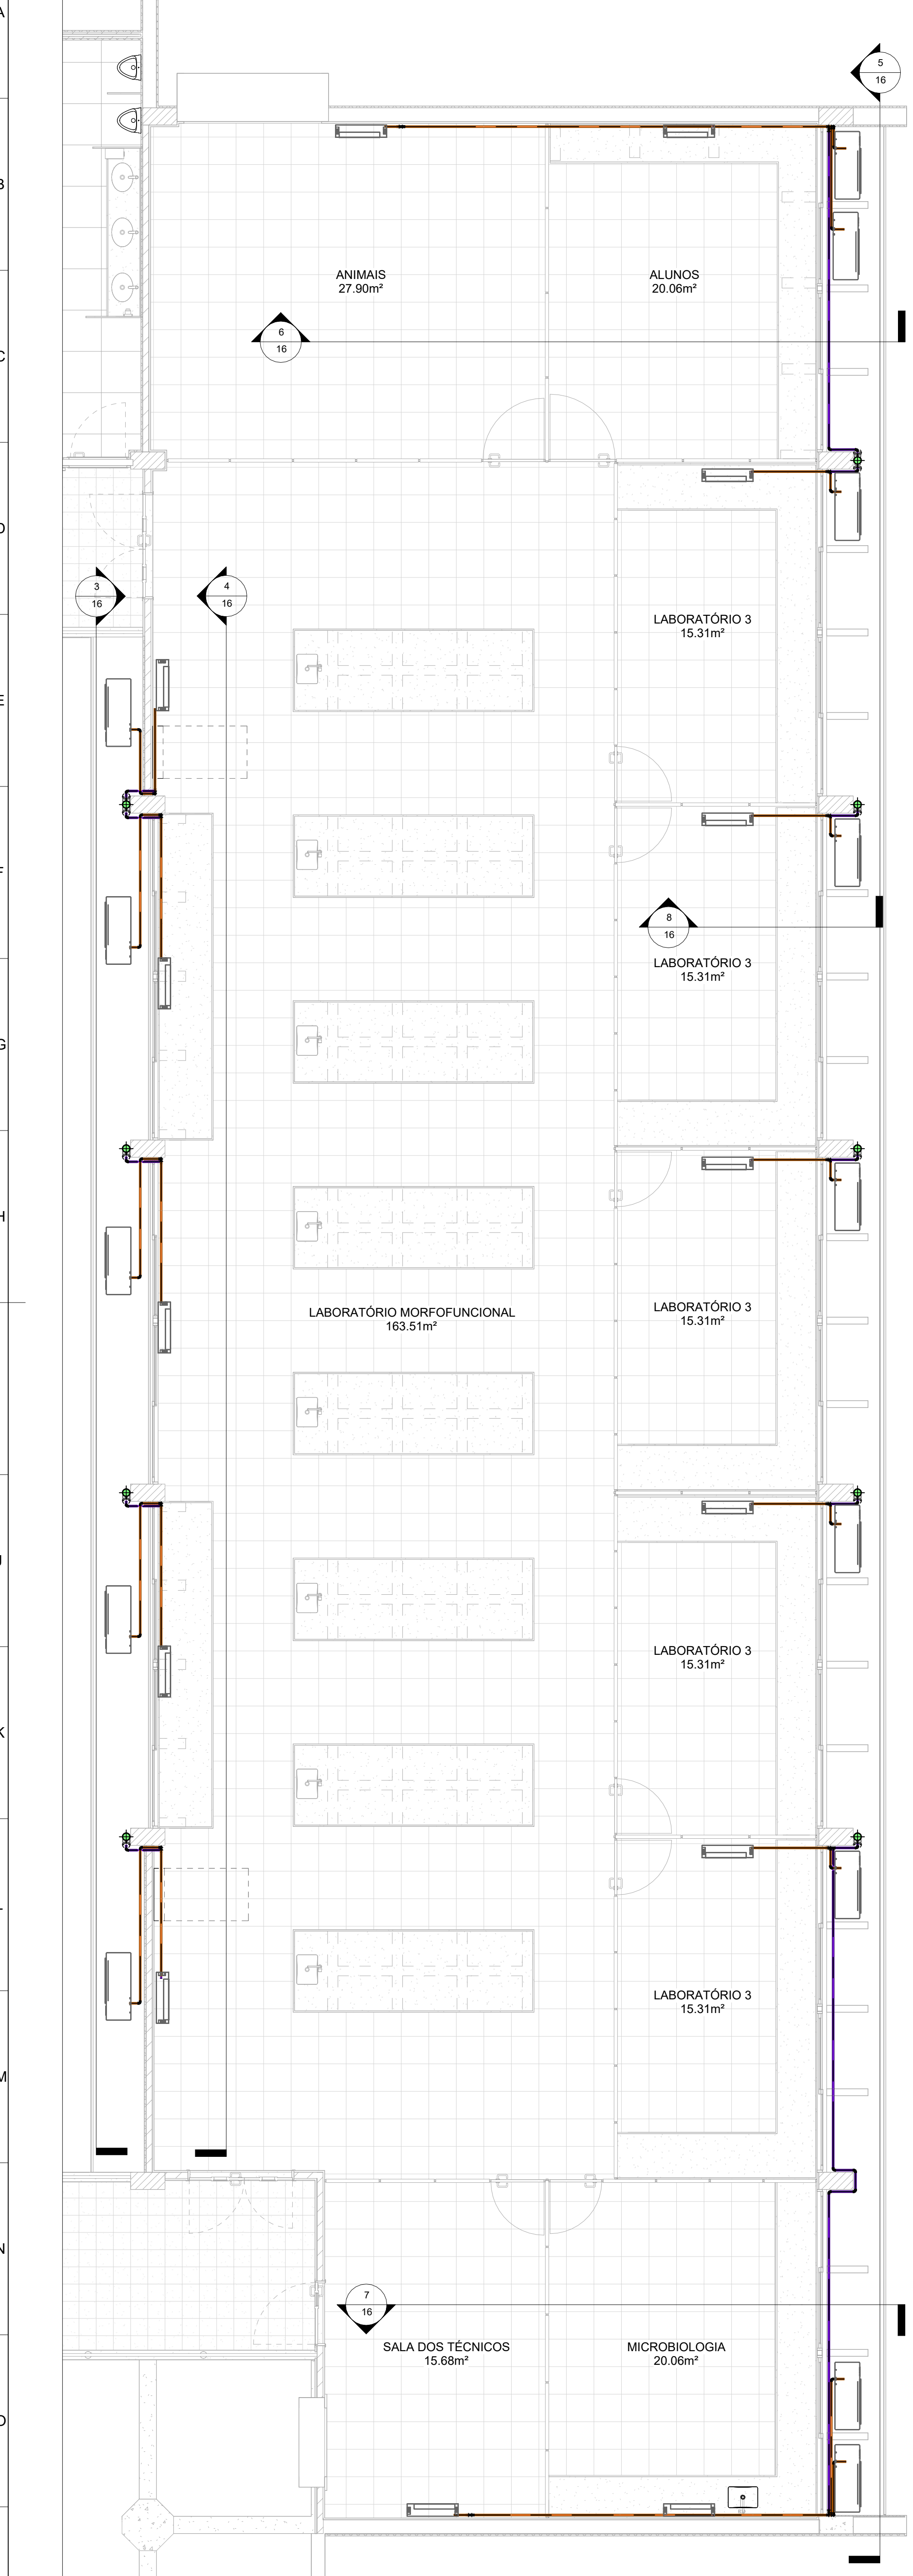 A
5
16
B
ANIMAIS
27.90m²
ALUNOS
20.06m²
6
16
C
D
3
16
4
16
LABORATÓRIO 3
15.31m²
E
F
8
16
LABORATÓRIO 3
15.31m²
G
H
LABORATÓRIO MORFOFUNCIONAL
163.51m²
LABORATÓRIO 3
15.31m²
J
LABORATÓRIO 3
15.31m²
K
L
LABORATÓRIO 3
15.31m²
M
N
7
16
SALA DOS TÉCNICOS
15.68m²
MICROBIOLOGIA
20.06m²
O